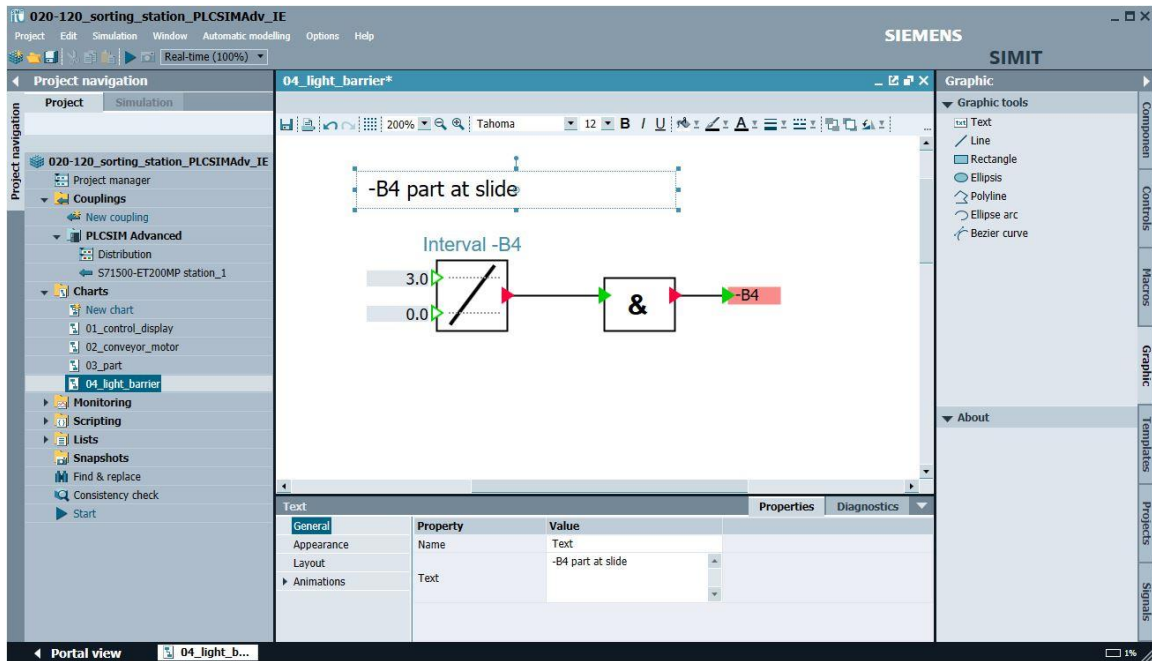 020-120_sorting_station_PLCSIMAdv_IE
Project Edit Simulation Window Automatic modelling Options Help
SIEMENS
SIMIT
Real-time (100%)
Project navigation
Project Simulation
Project navigation
020-120_sorting_station_PLCSIMAdv_IE
Project manager
Couplings
New coupling
PLCSIM Advanced
Distribution
S71500-ET200MP station_1
Charts
New chart
01_control_display
02_conveyor_motor
03_part
04_light_barrier
Monitoring
Scripting
Lists
Snapshots
Find & replace
Consistency check
Start
04_light_barrier*
200% Tahoma 12 B I U A
-B4 part at slide
Interval -B4
3.0
0.0
&
-B4
Text
Properties Diagnostics
General
Appearance
Layout
Animations
Property Value
Name Text
Text -B4 part at slide
Graphic
Graphic tools
txt Text
Line
Rectangle
Ellipsis
Polyline
Ellipse arc
Bezier curve
About
Componen
Controls
Macros
Graphic
Templates
Projects
Signals
Portal view 04_light_b...
1%